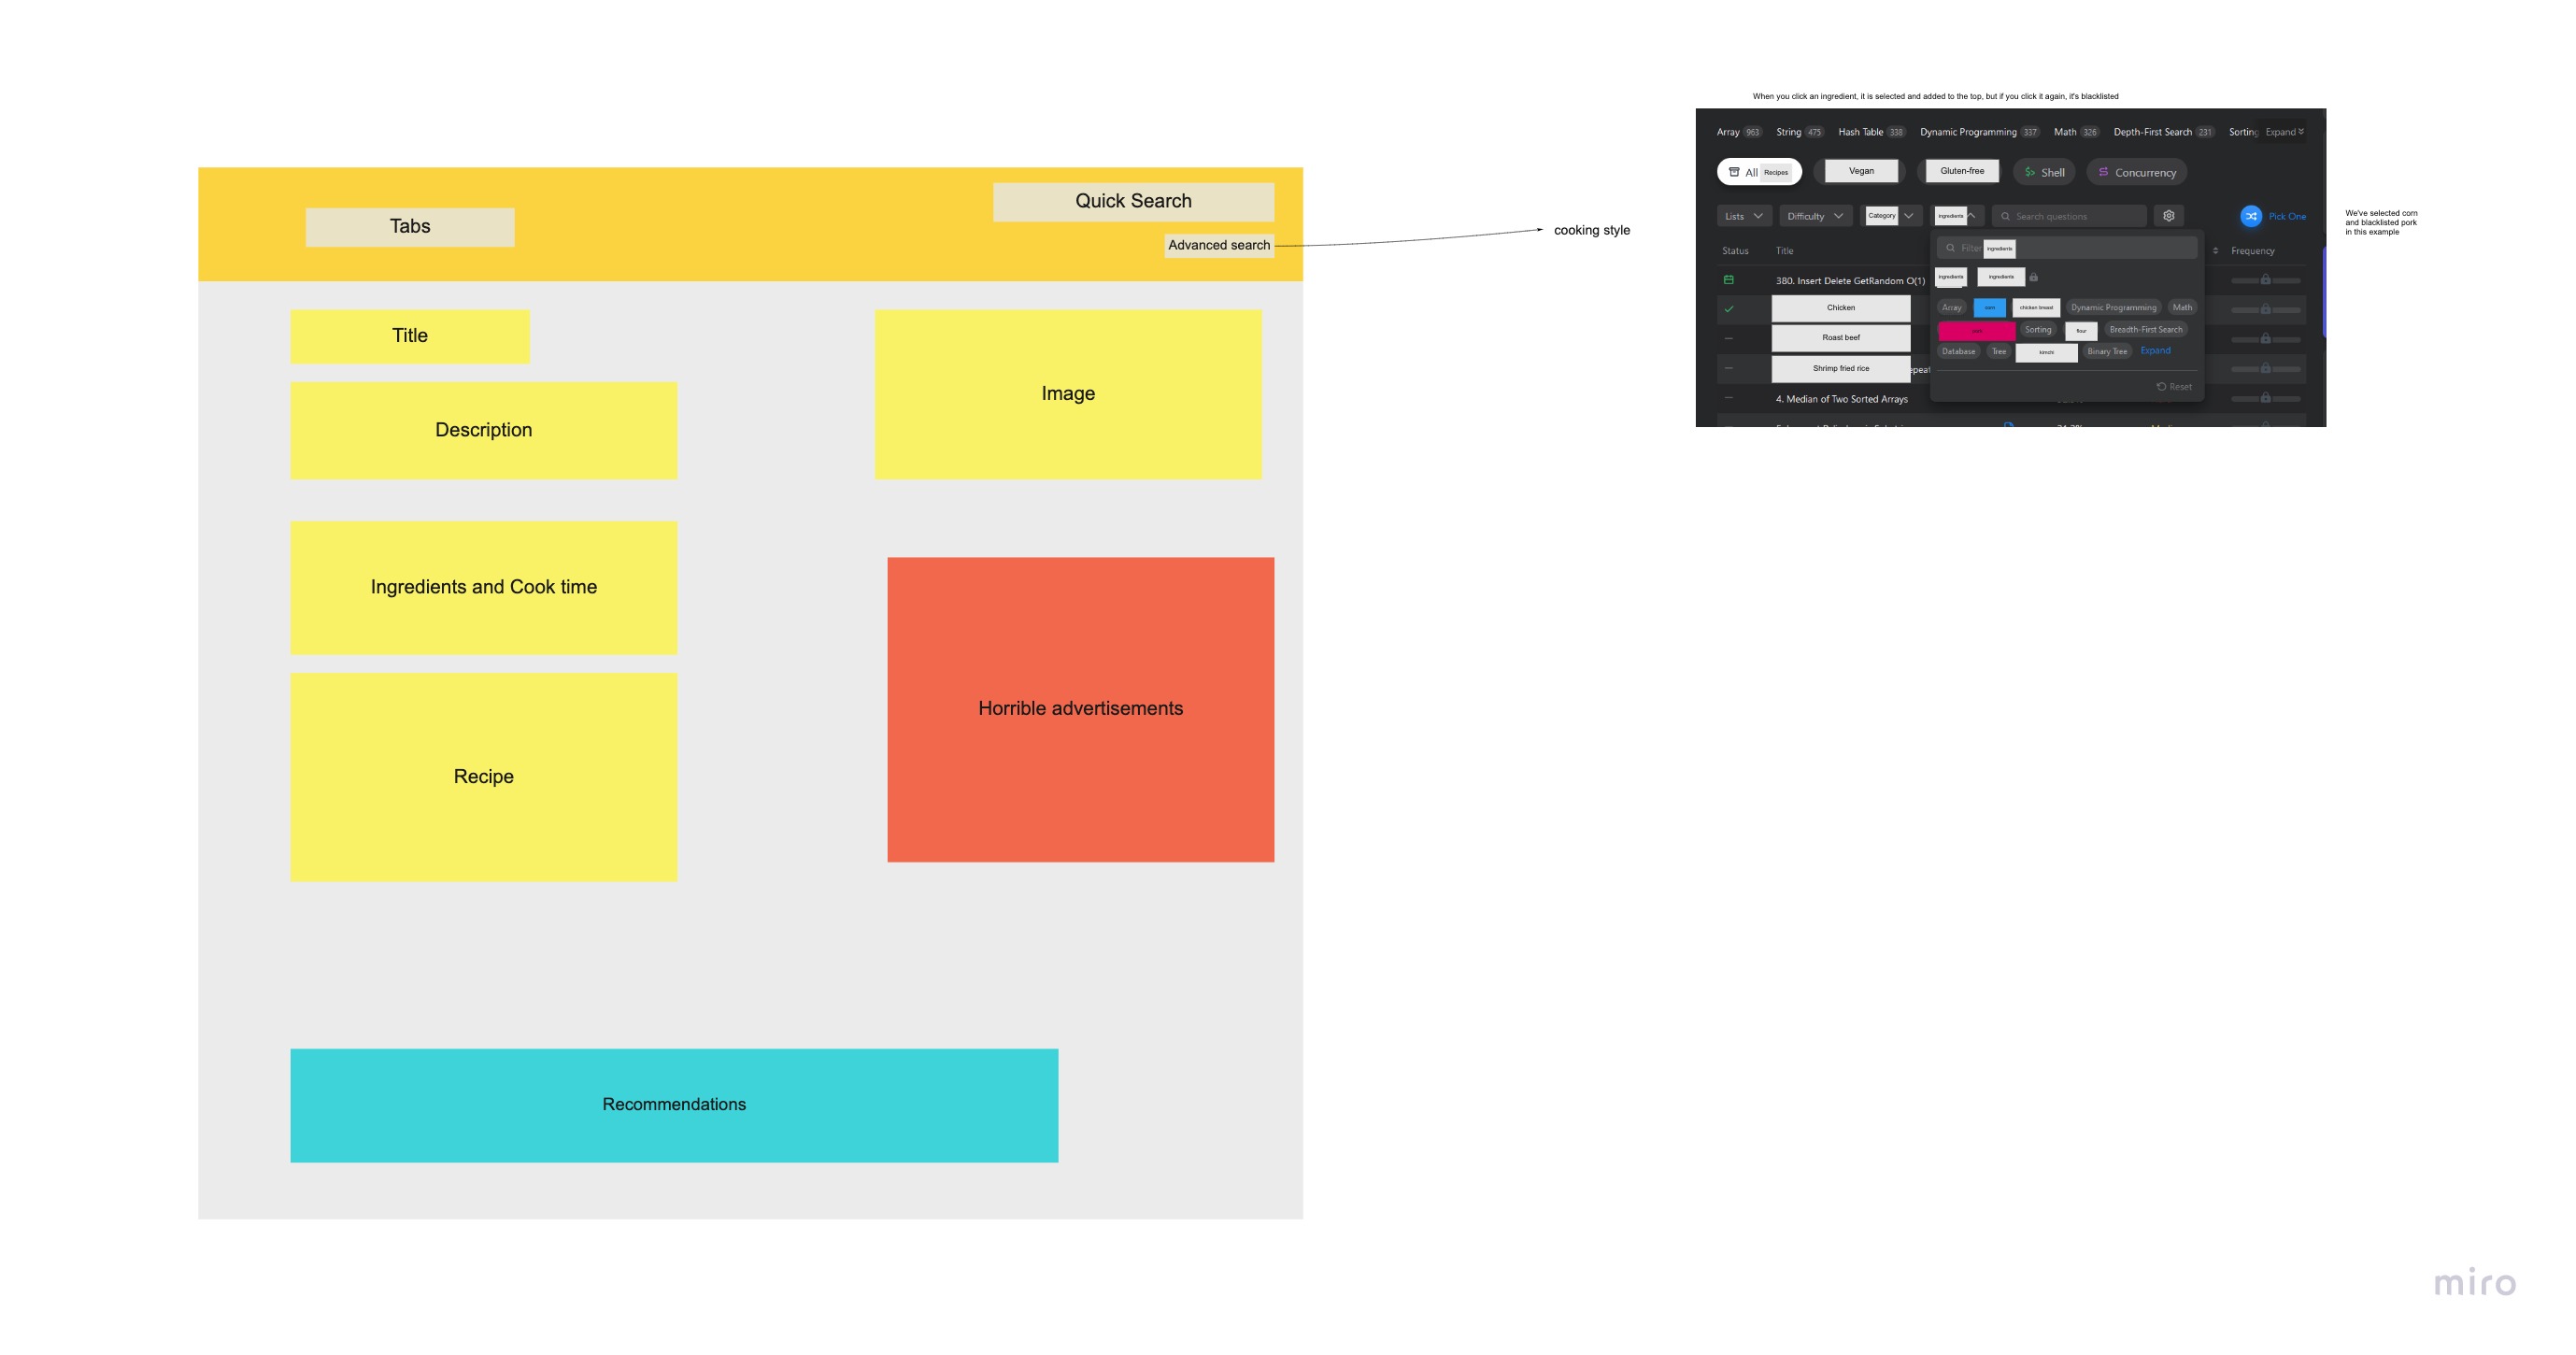 When you click an ingredient, it is selected and added to the top, but if you click it again, it's blacklisted
Tabs
Quick Search
Advanced search
cooking style
Title
Description
Image
Ingredients and Cook time
Horrible advertisements
Recipe
Recommendations
Array 963 String 475 Hash Table 338 Dynamic Programming 337 Math 326 Depth-First Search 231 Sorting Expand
All Recipes Vegan Gluten-free Shell Concurrency
Lists Difficulty Category ingredients Search questions Pick One
Status Title Filter ingredients Frequency
380. Insert Delete GetRandom O(1) ingredients ingredients
Chicken
Roast beef
Shrimp fried rice epeat
4. Median of Two Sorted Arrays
Array corn chicken breast Dynamic Programming Math
Sorting flour Breadth-First Search
Database Tree kimchi Binary Tree Expand
Reset
We've selected corn
and blacklisted pork
in this example
miro